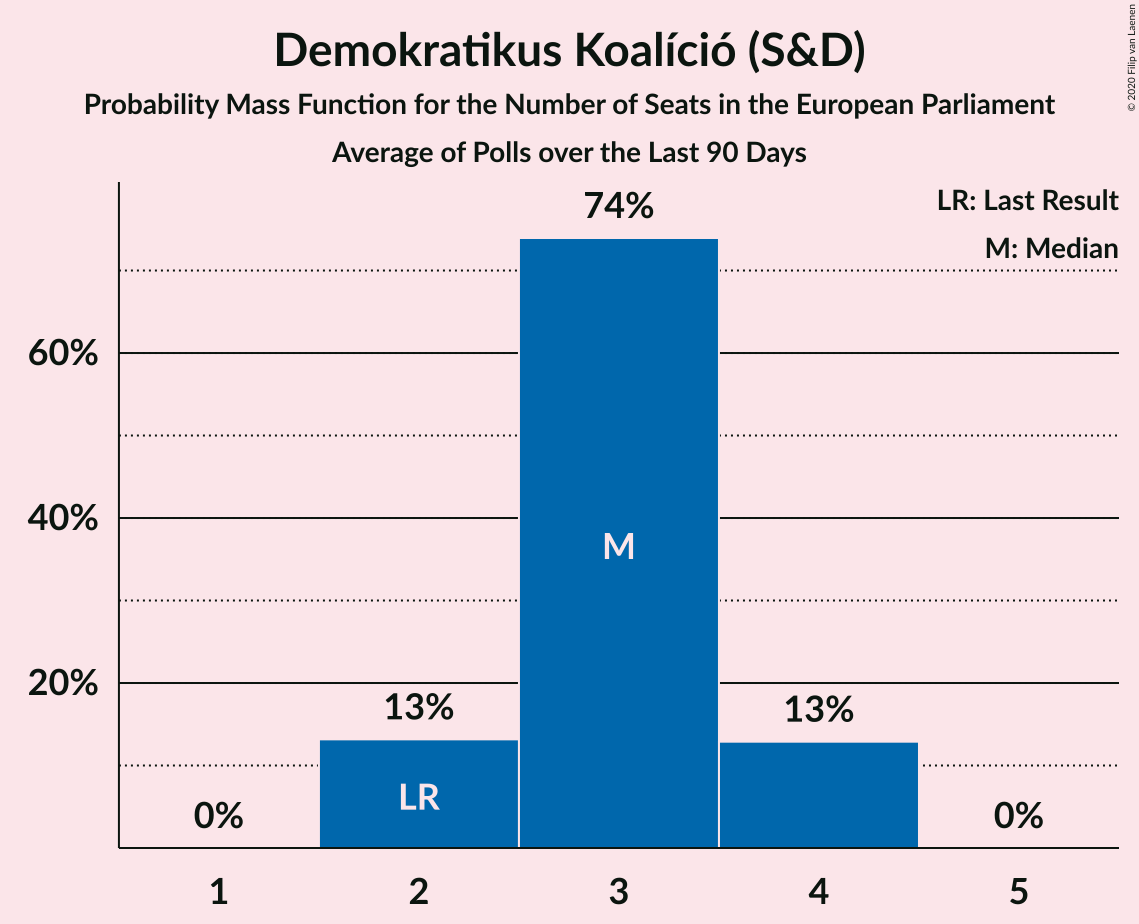 Demokratikus Koalíció (S&D)
Probability Mass Function for the Number of Seats in the European Parliament
Average of Polls over the Last 90 Days
© 2020 Filip van Laenen
LR: Last Result
M: Median
74%
60%
40%
20%
M
13%
13%
LR
0%
0%
1 2 3 4 5